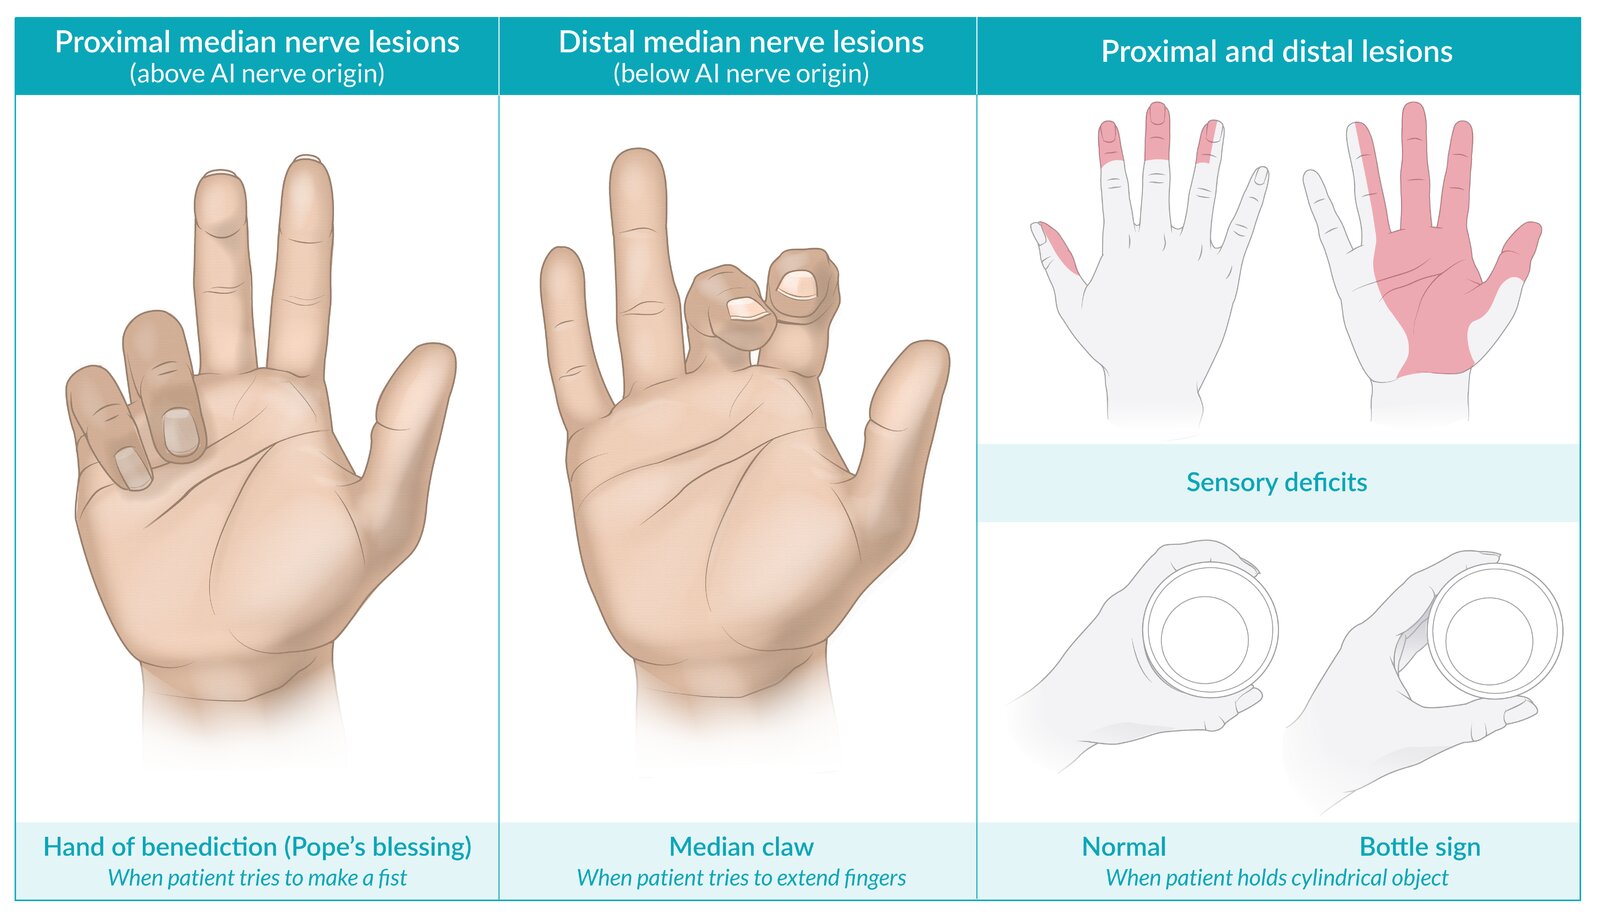 Proximal median nerve lesions
(above AI nerve origin)
Distal median nerve lesions
(below AI nerve origin)
Proximal and distal lesions
Sensory deficits
Hand of benediction (Pope’s blessing)
When patient tries to make a fist
Median claw
When patient tries to extend fingers
Normal
Bottle sign
When patient holds cylindrical object